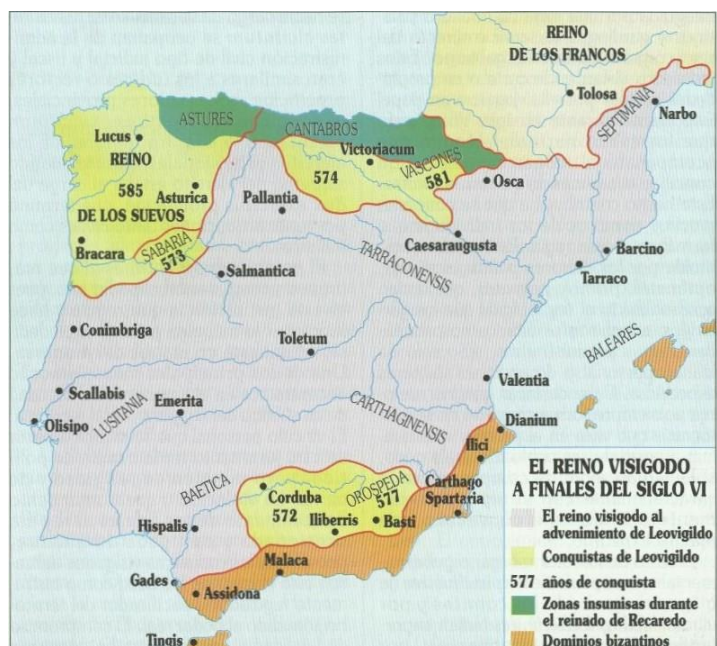 REINO
DE LOS FRANCOS
Tolosa
SEPTIMANIA
Narbo
ASTURES
CANTABROS
Lucus
REINO
Victoriacum
VASCONES
574
581
585
Asturica
Pallantia
Osca
DE LOS SUEVOS
Bracara
SABARIA
573
Caesaraugusta
Barcino
Salmantica
TARRACONENSIS
Tarraco
Conimbriga
Toletum
BALEARES
Scallabis
Valentia
Olisipo
LUSITANIA
Emerita
CARTHAGINENSIS
Dianium
Ilici
BAETICA
OROSPEDA
Carthago
Spartaria
Corduba
577
572
Iliberris
Basti
Hispalis
Malaca
Gades
Assidona
Tingis
EL REINO VISIGODO
A FINALES DEL SIGLO VI
El reino visigodo al
advenimiento de Leovigildo
Conquistas de Leovigildo
577 años de conquista
Zonas insumisas durante
el reinado de Recaredo
Dominios bizantinos